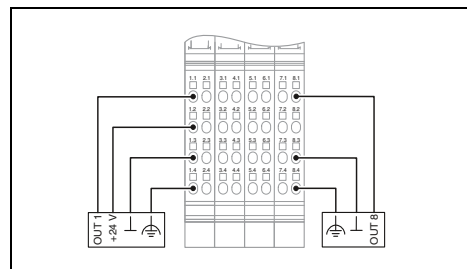 1.1 2.1 3.1 4.1 5.1 6.1 7.1 8.1
1.2 2.2 3.2 4.2 5.2 6.2 7.2 8.2
1.3 2.3 3.3 4.3 5.3 6.3 7.3 8.3
1.4 2.4 3.4 4.4 5.4 6.4 7.4 8.4
OUT 1
+24 V
OUT 8